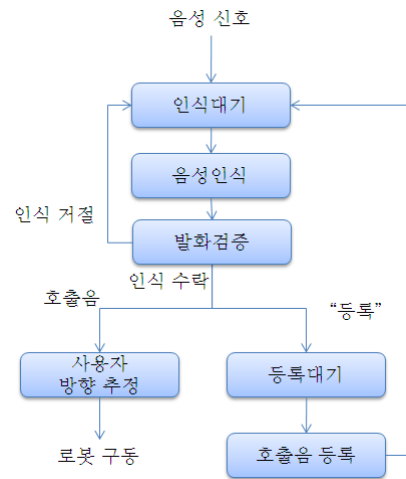 음성 신호
인식대기
음성인식
인식 거절
발화검증
인식 수락
호출음
“등록”
사용자
방향 추정
등록대기
로봇 구동
호출음 등록